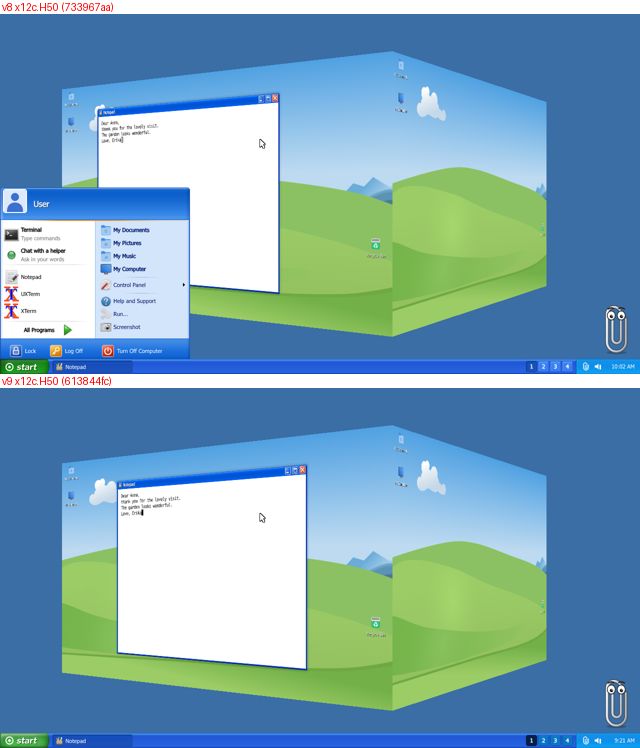 v8 x12c.H50 (733967aa)
Notepad
Dear Anna,
thank you for the lovely visit.
The garden looks wonderful.
Love, Erika
User
Terminal
Type commands
Chat with a helper
Ask in your words
Notepad
UXTerm
XTerm
All Programs
My Documents
My Pictures
My Music
My Computer
Control Panel
Help and Support
Run...
Screenshot
Lock
Log Off
Turn Off Computer
start
Notepad
1 2 3 4
10:02 AM
v9 x12c.H50 (613844fc)
Notepad
Dear Anna,
thank you for the lovely visit.
The garden looks wonderful.
Love, Erika
start
Notepad
1 2 3 4
9:21 AM